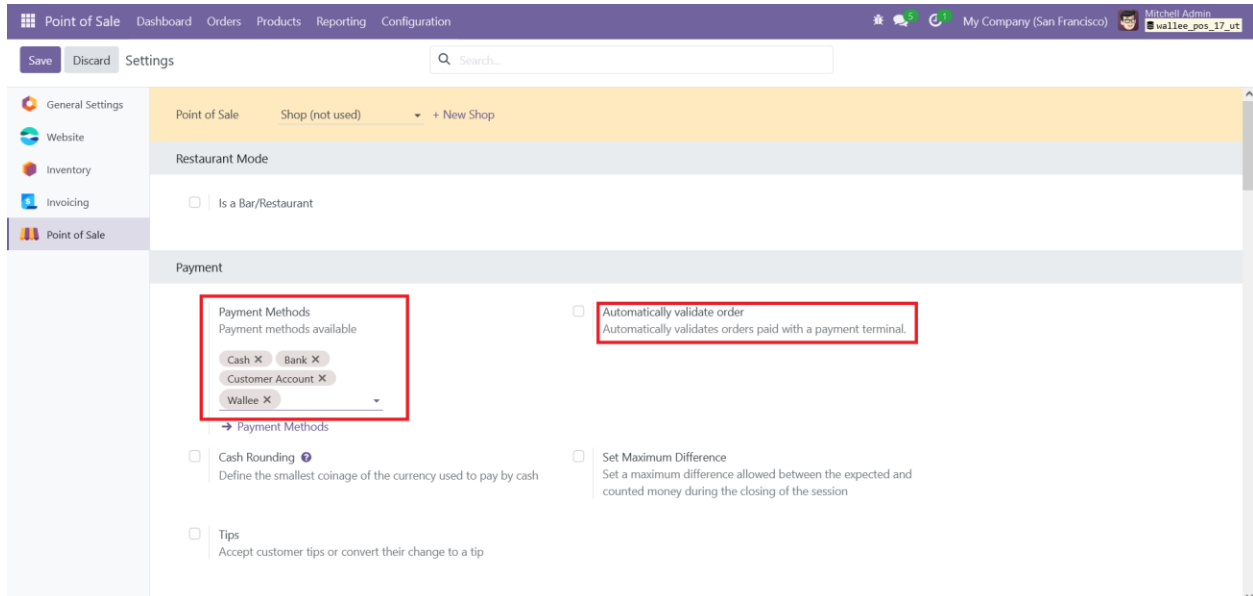 Point of Sale Dashboard Orders Products Reporting Configuration 5 1 My Company (San Francisco) Mitchell Admin
wallee_pos_17_ut
Save Discard Settings Search...
General Settings
Website
Inventory
Invoicing
Point of Sale
Point of Sale Shop (not used) + New Shop
Restaurant Mode
Is a Bar/Restaurant
Payment
Payment Methods
Payment methods available
Cash ✕ Bank ✕
Customer Account ✕
Wallee ✕
→ Payment Methods
Automatically validate order
Automatically validates orders paid with a payment terminal.
Cash Rounding ?
Define the smallest coinage of the currency used to pay by cash
Set Maximum Difference
Set a maximum difference allowed between the expected and
counted money during the closing of the session
Tips
Accept customer tips or convert their change to a tip